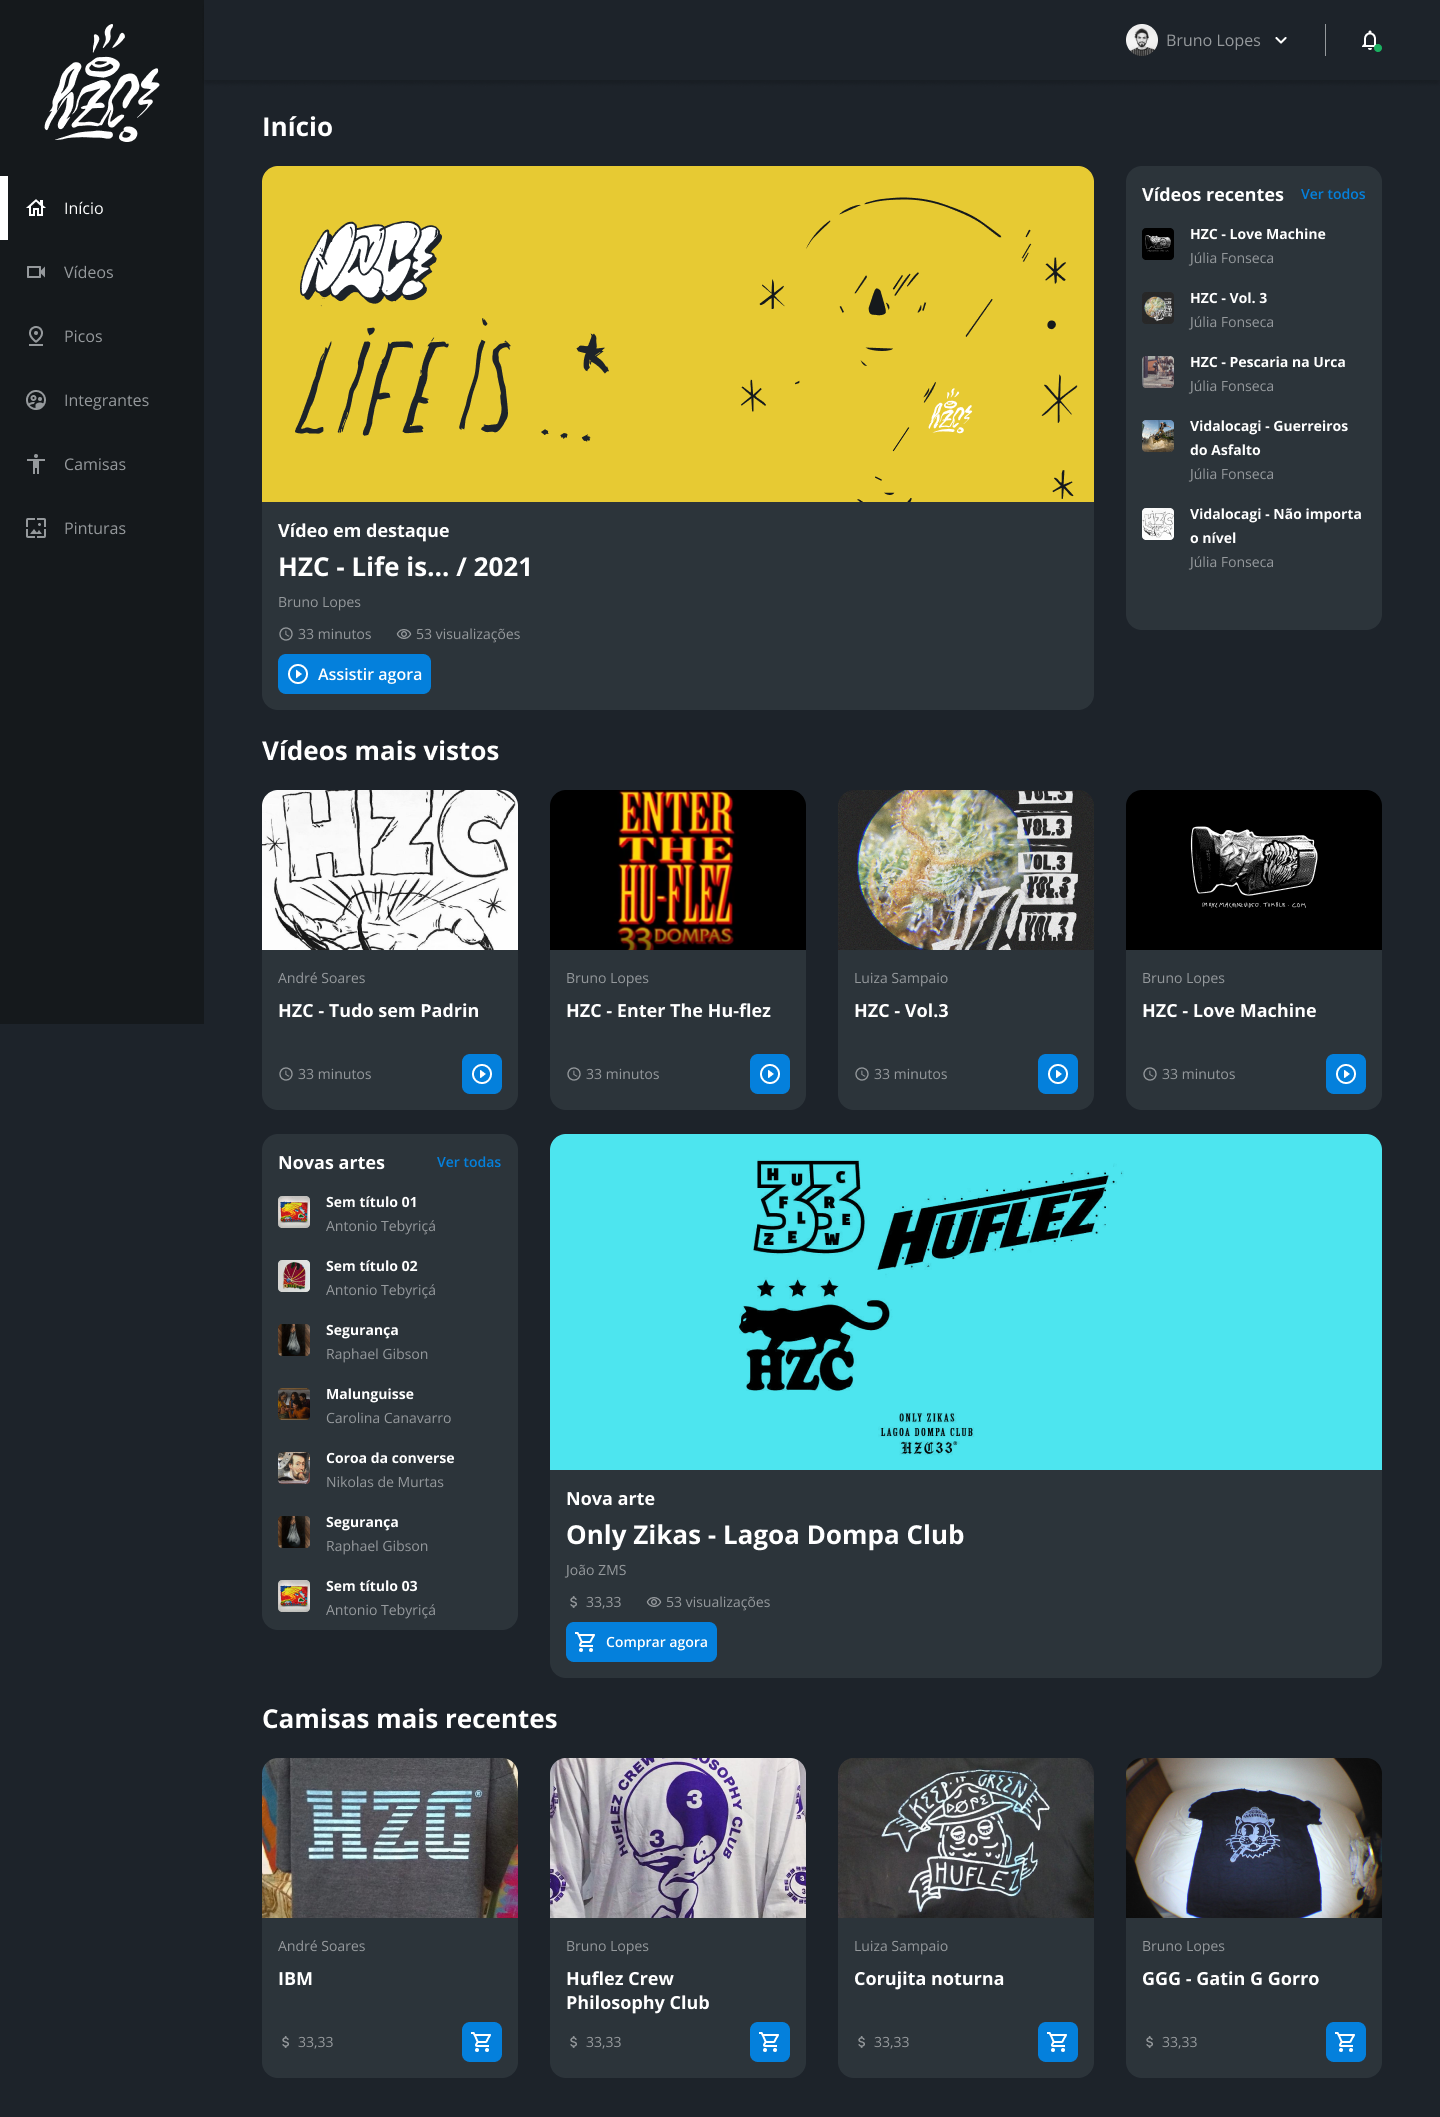 HZC!
Bruno Lopes
Início
Início
Vídeos
Picos
Integrantes
Camisas
Pinturas
HZC!
LIFE IS ...
HZC!
Vídeo em destaque
HZC - Life is... / 2021
Bruno Lopes
33 minutos
53 visualizações
Assistir agora
Vídeos recentes
Ver todos
HZC - Love Machine
Júlia Fonseca
HZC - Vol. 3
Júlia Fonseca
HZC - Pescaria na Urca
Júlia Fonseca
Vidalocagi - Guerreiros
do Asfalto
Júlia Fonseca
Vidalocagi - Não importa
o nível
Júlia Fonseca
Vídeos mais vistos
HZC
André Soares
HZC - Tudo sem Padrin
33 minutos
ENTER
THE
HU-FLEZ
33 DOMPAS
Bruno Lopes
HZC - Enter The Hu-flez
33 minutos
VOL.3
VOL.3
VOL.3
VOL.3
VOL.3
Luiza Sampaio
HZC - Vol.3
33 minutos
Bruno Lopes
HZC - Love Machine
33 minutos
Novas artes
Ver todas
Sem título 01
Antonio Tebyriçá
Sem título 02
Antonio Tebyriçá
Segurança
Raphael Gibson
Malunguisse
Carolina Canavarro
Coroa da converse
Nikolas de Murtas
Segurança
Raphael Gibson
Sem título 03
Antonio Tebyriçá
33
HUFLEZ CREW
HUFLEZ
HZC
ONLY ZIKAS
LAGOA DOMPA CLUB
HZC33®
Nova arte
Only Zikas - Lagoa Dompa Club
João ZMS
$ 33,33
53 visualizações
Comprar agora
Camisas mais recentes
HZC®
André Soares
IBM
$ 33,33
HUFLEZ CREW PHILOSOPHY CLUB
3
3
Bruno Lopes
Huflez Crew
Philosophy Club
$ 33,33
KEEP IT GREEN
DOPE
HUFLEZ
Luiza Sampaio
Corujita noturna
$ 33,33
Bruno Lopes
GGG - Gatin G Gorro
$ 33,33